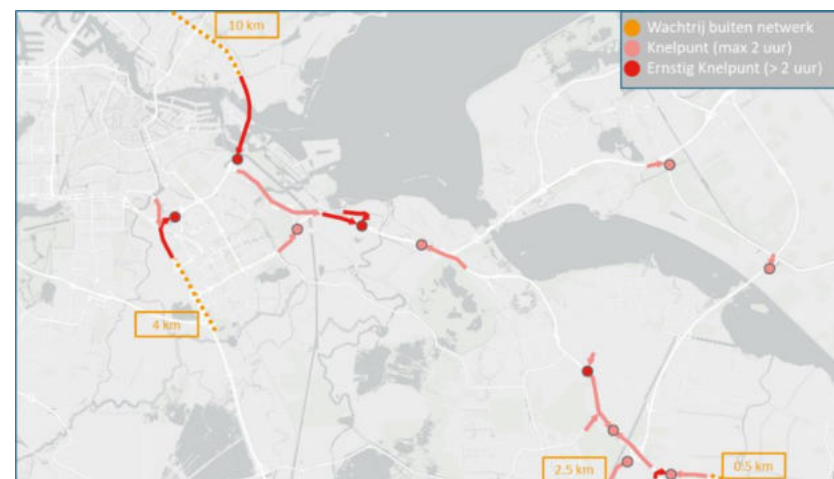 10 km
Wachtrij buiten netwerk
Knelpunt (max 2 uur)
Ernstig Knelpunt (> 2 uur)
4 km
2.5 km
0.5 km